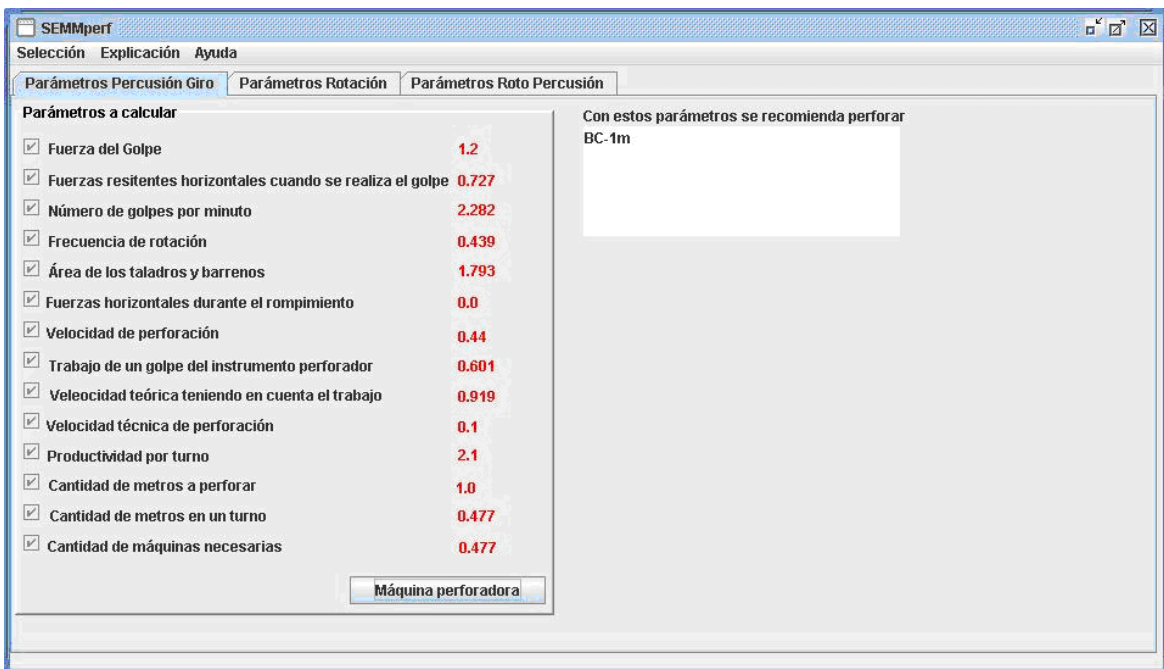 SEMMperf
Selección Explicación Ayuda
Parámetros Percusión Giro Parámetros Rotación Parámetros Roto Percusión
Parámetros a calcular
Fuerza del Golpe 1.2
Fuerzas resitentes horizontales cuando se realiza el golpe 0.727
Número de golpes por minuto 2.282
Frecuencia de rotación 0.439
Área de los taladros y barrenos 1.793
Fuerzas horizontales durante el rompimiento 0.0
Velocidad de perforación 0.44
Trabajo de un golpe del instrumento perforador 0.601
Veleocidad teórica teniendo en cuenta el trabajo 0.919
Velocidad técnica de perforación 0.1
Productividad por turno 2.1
Cantidad de metros a perforar 1.0
Cantidad de metros en un turno 0.477
Cantidad de máquinas necesarias 0.477
Máquina perforadora
Con estos parámetros se recomienda perforar
BC-1m